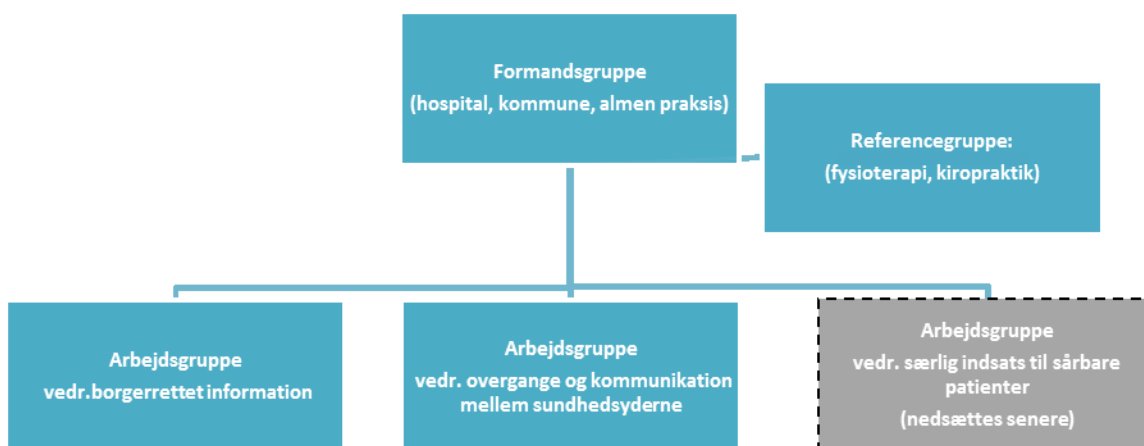 Formandsgruppe
(hospital, kommune, almen praksis)
Referencegruppe:
(fysioterapi, kiropraktik)
Arbejdsgruppe
vedr.borgerrettet information
Arbejdsgruppe
vedr. overgange og kommunikation
mellem sundhedsyderne
Arbejdsgruppe
vedr. særlig indsats til sårbare
patienter
(nedsættes senere)